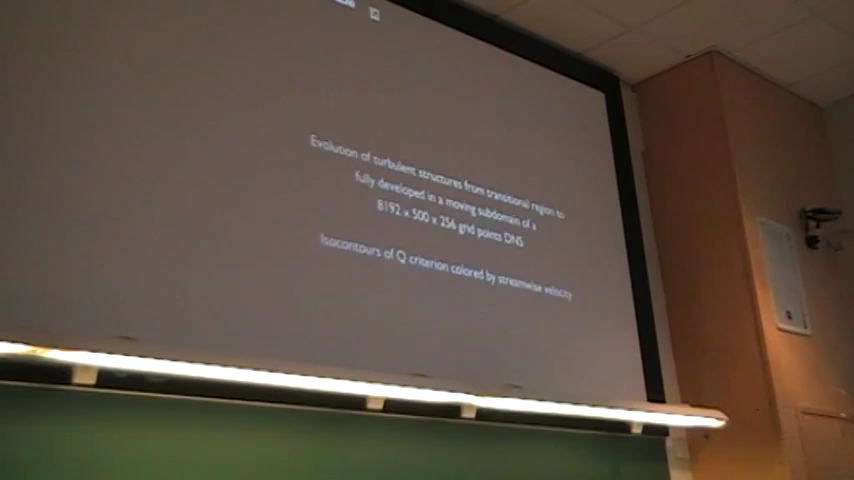 Evolution of turbulent structures from transitional region to
fully developed in a moving subdomain of a
8192 x 500 x 256 grid points DNS
Isocontours of Q criterion colored by streamwise velocity